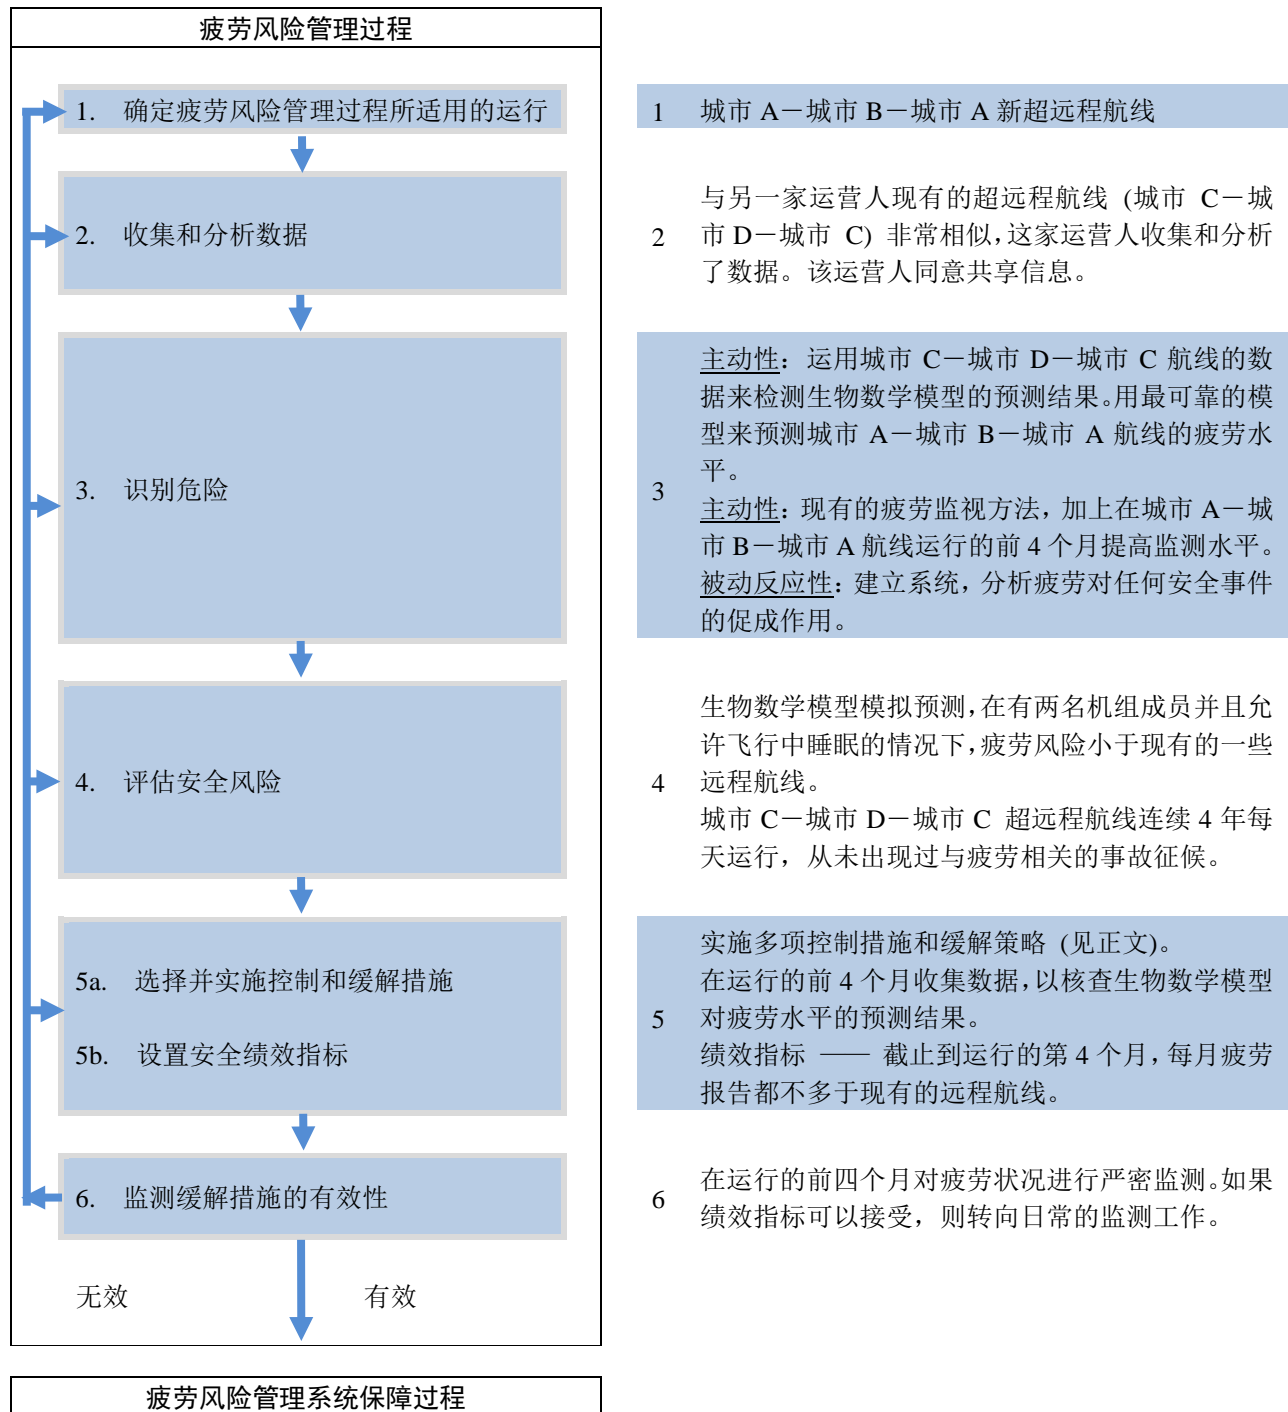 疲劳风险管理过程
1. 确定疲劳风险管理过程所适用的运行
2. 收集和分析数据
3. 识别危险
4. 评估安全风险
5a. 选择并实施控制和缓解措施
5b. 设置安全绩效指标
6. 监测缓解措施的有效性
无效 有效
疲劳风险管理系统保障过程
1 城市 A－城市 B－城市 A 新超远程航线
与另一家运营人现有的超远程航线 (城市 C－城
2 市 D－城市 C) 非常相似，这家运营人收集和分析
了数据。该运营人同意共享信息。
主动性：运用城市 C－城市 D－城市 C 航线的数
据来检测生物数学模型的预测结果。用最可靠的模
型来预测城市 A－城市 B－城市 A 航线的疲劳水
平。
3
主动性：现有的疲劳监视方法，加上在城市 A－城
市 B－城市 A 航线运行的前 4 个月提高监测水平。
被动反应性：建立系统，分析疲劳对任何安全事件
的促成作用。
生物数学模型模拟预测，在有两名机组成员并且允
许飞行中睡眠的情况下，疲劳风险小于现有的一些
4 远程航线。
城市 C－城市 D－城市 C 超远程航线连续 4 年每
天运行，从未出现过与疲劳相关的事故征候。
实施多项控制措施和缓解策略 (见正文)。
在运行的前 4 个月收集数据，以核查生物数学模型
5 对疲劳水平的预测结果。
绩效指标 —— 截止到运行的第 4 个月，每月疲劳
报告都不多于现有的远程航线。
6
在运行的前四个月对疲劳状况进行严密监测。如果
绩效指标可以接受，则转向日常的监测工作。